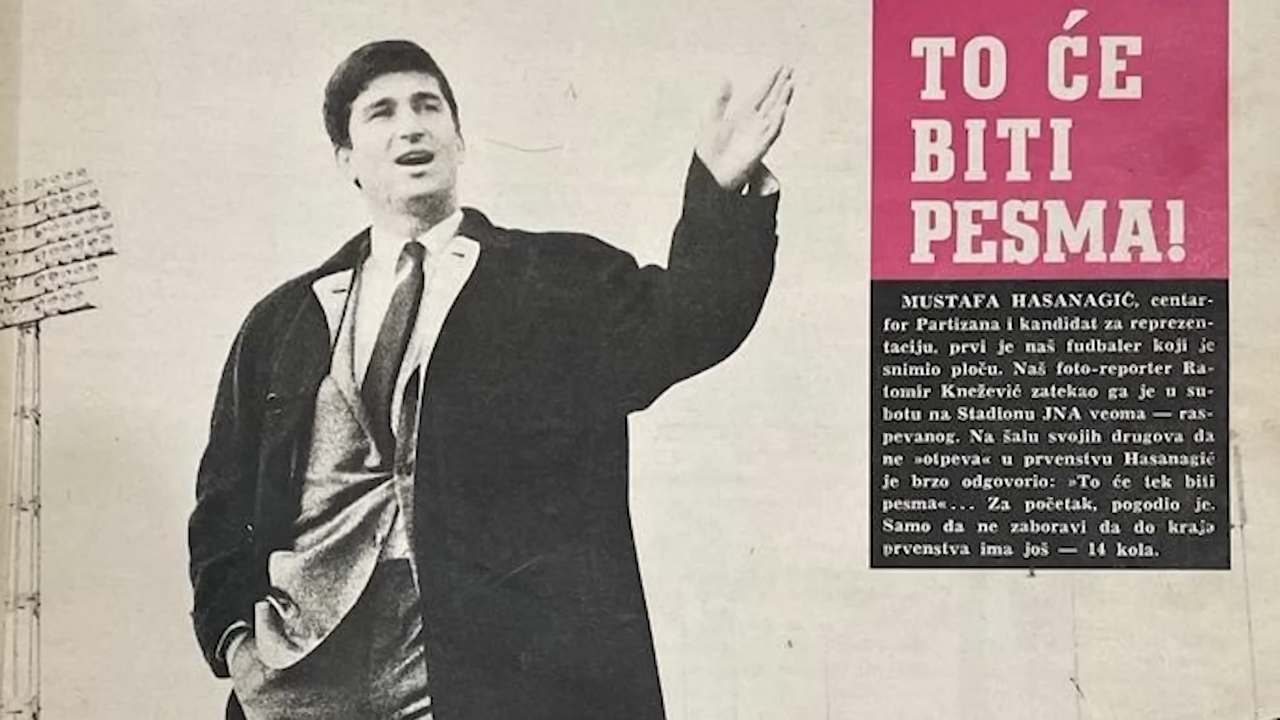 TO ĆE
BITI
PESMA!
MUSTAFA HASANAGIĆ, centar-
for Partizana i kandidat za reprezen-
taciju, prvi je naš fudbaler koji je
snimio ploču. Naš foto-reporter Ra-
tomir Knežević zatekao ga je u su-
botu na Stadionu JNA veoma — ras-
pevanog. Na šalu svojih drugova da
ne »otpeva« u prvenstvu Hasanagić
je brzo odgovorio: »To će tek biti
pesma«... Za početak, pogodio je.
Samo da ne zaboravi da do kraja
prvenstva ima još — 14 kola.